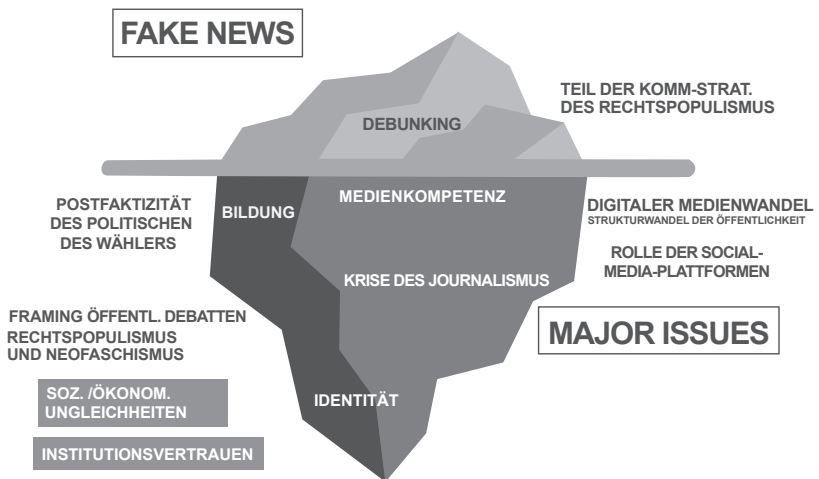 FAKE NEWS
TEIL DER KOMM-STRAT.
DES RECHTSPOPULISMUS
DEBUNKING
POSTFAKTIZITÄT
DES POLITISCHEN
DES WÄHLERS
BILDUNG
MEDIENKOMPETENZ
DIGITALER MEDIENWANDEL
STRUKTURWANDEL DER ÖFFENTLICHKEIT
ROLLE DER SOCIAL-
MEDIA-PLATTFORMEN
KRISE DES JOURNALISMUS
FRAMING ÖFFENTL. DEBATTEN
RECHTSPOPULISMUS
UND NEOFASCHISMUS
MAJOR ISSUES
SOZ. /ÖKONOM.
UNGLEICHHEITEN
IDENTITÄT
INSTITUTIONSVERTRAUEN